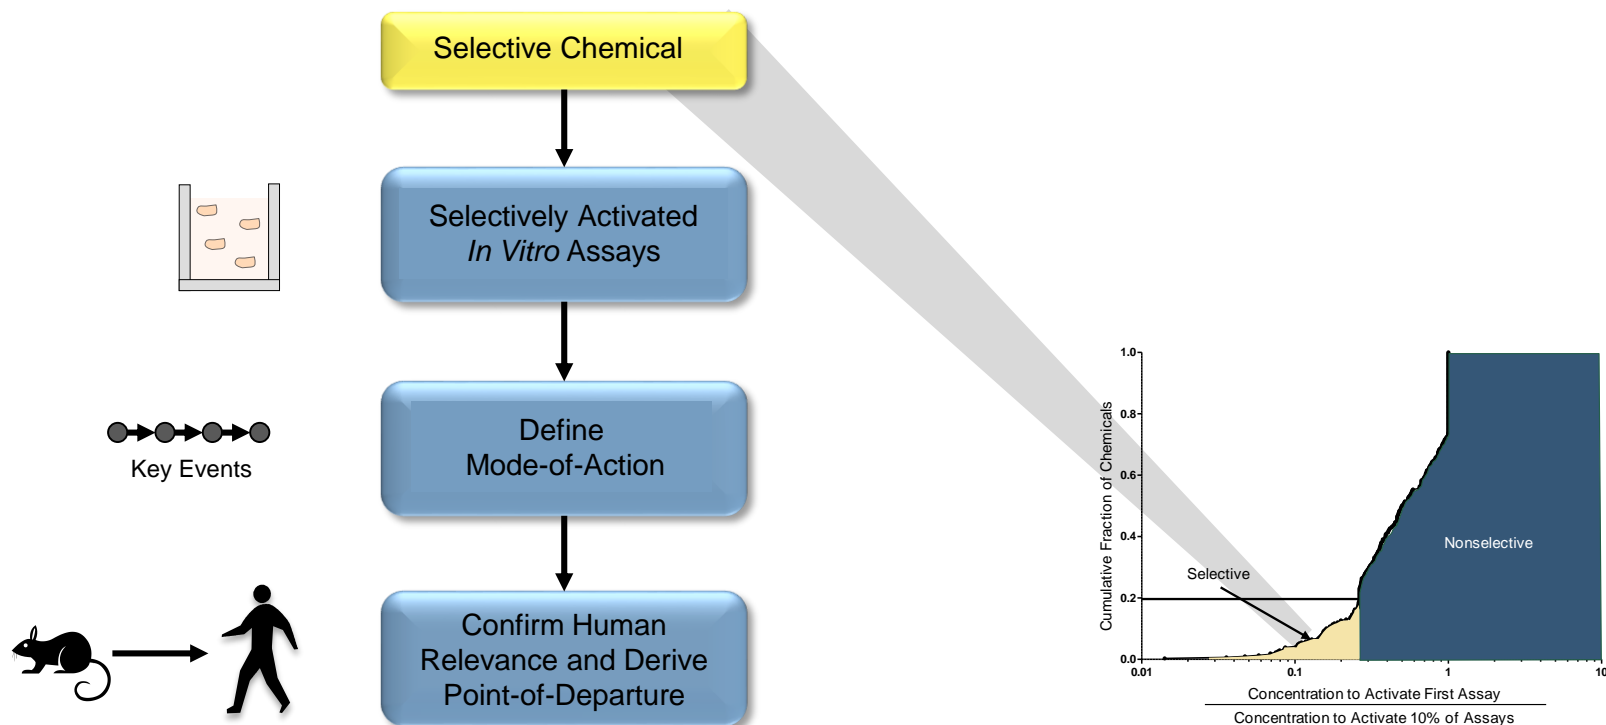 Selective Chemical
Selectively Activated
In Vitro Assays
Define
Mode-of-Action
Key Events
Confirm Human
Relevance and Derive
Point-of-Departure
Cumulative Fraction of Chemicals
1.0
0.8
0.6
0.4
0.2
0.0
Selective
Nonselective
0.01
0.1
1
10
Concentration to Activate First Assay
Concentration to Activate 10% of Assays